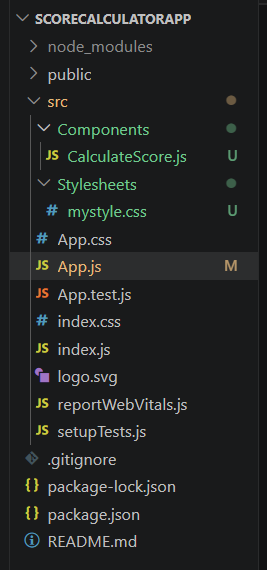 SCORECALCULATORAPP
node_modules
public
src
Components
JS CalculateScore.js U
Stylesheets
# mystyle.css U
# App.css
JS App.js M
JS App.test.js
# index.css
JS index.js
logo.svg
JS reportWebVitals.js
JS setupTests.js
.gitignore
{} package-lock.json
{} package.json
README.md